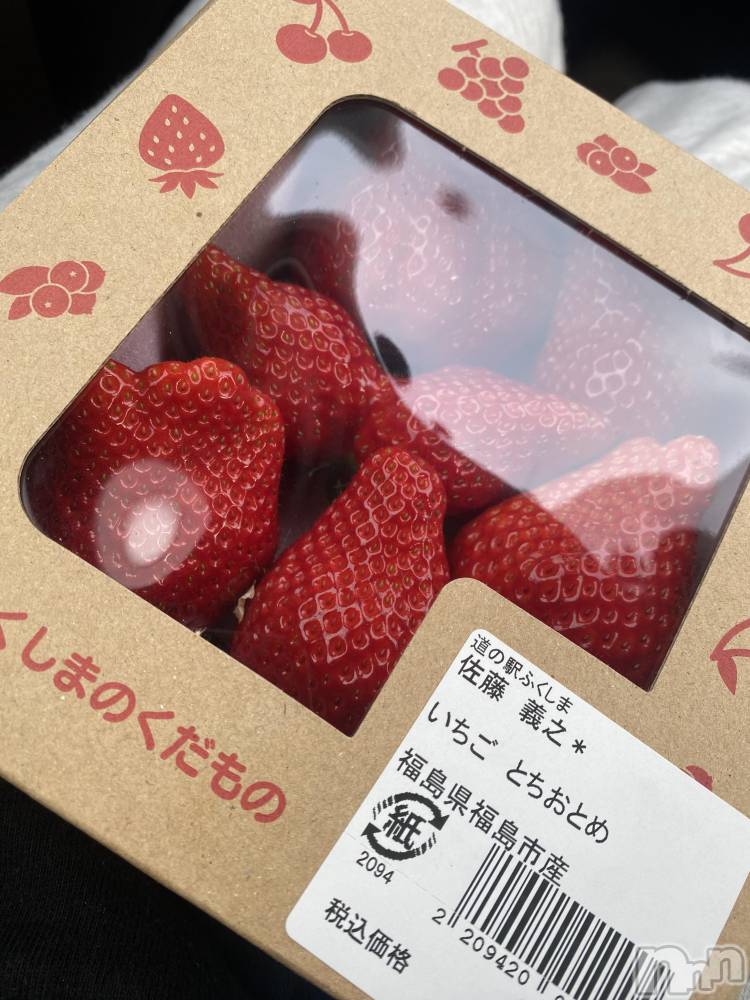 くしまのくだもの
道の駅ふくしま
佐藤 義之*
いちご とちおとめ
福島県福島市産
紙
2094
税込価格
2 209420